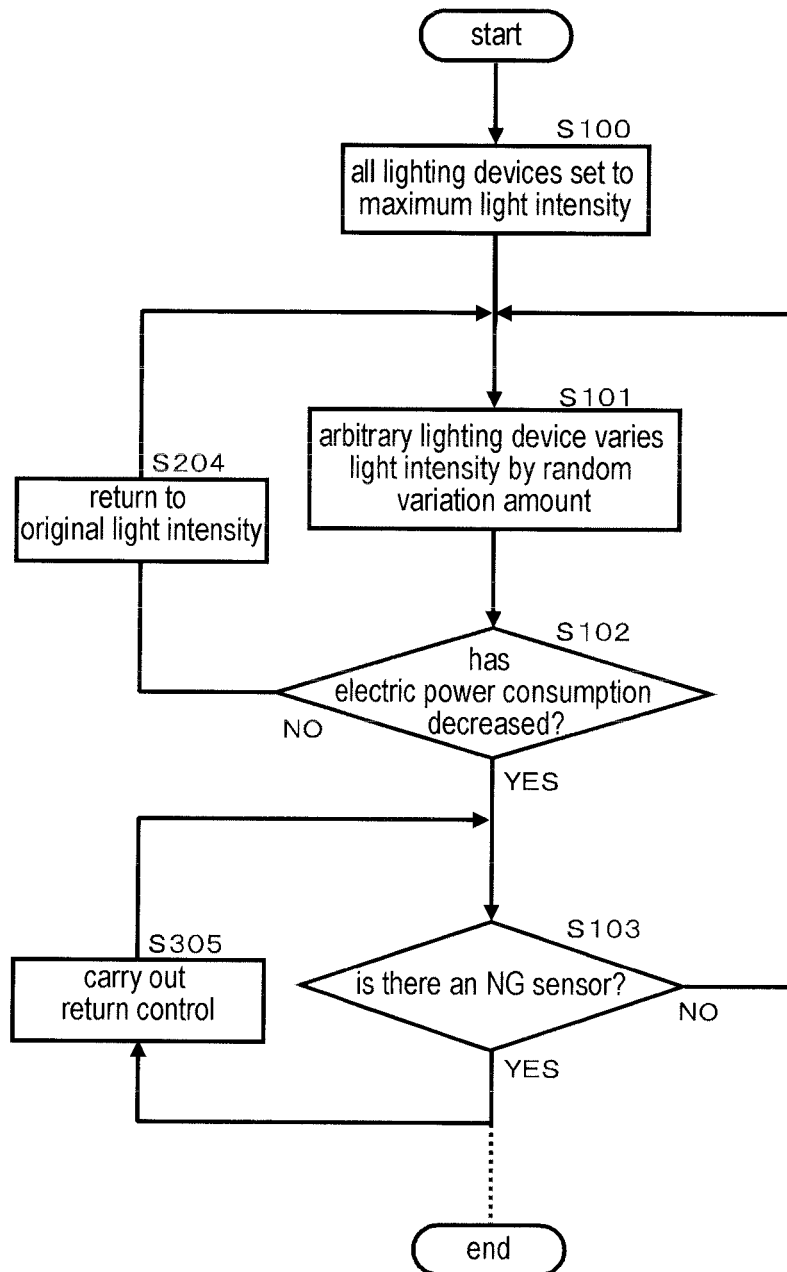 start
S100
all lighting devices set to
maximum light intensity
S101
arbitrary lighting device varies
light intensity by random
variation amount
S204
return to
original light intensity
S102
has
electric power consumption
decreased?
NO
YES
S103
is there an NG sensor?
NO
YES
S305
carry out
return control
end